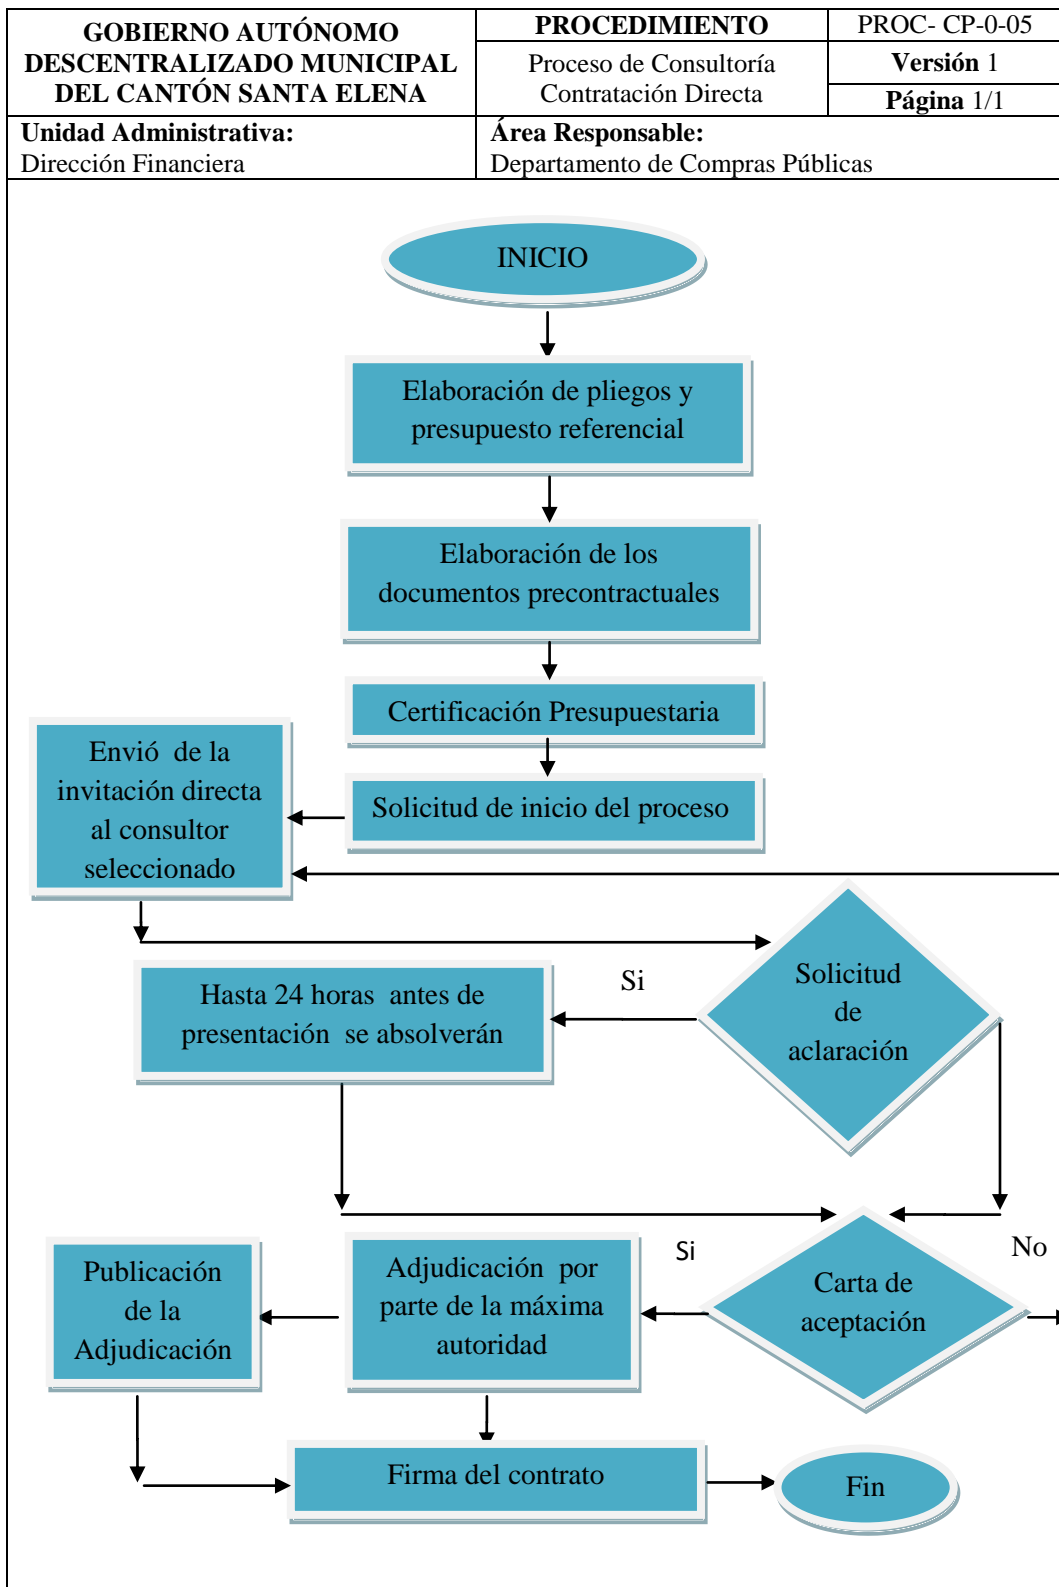 GOBIERNO AUTÓNOMO
DESCENTRALIZADO MUNICIPAL
DEL CANTÓN SANTA ELENA
PROCEDIMIENTO
Proceso de Consultoría
Contratación Directa
PROC- CP-0-05
Versión 1
Página 1/1
Unidad Administrativa:
Dirección Financiera
Área Responsable:
Departamento de Compras Públicas
INICIO
Elaboración de pliegos y
presupuesto referencial
Elaboración de los
documentos precontractuales
Certificación Presupuestaria
Solicitud de inicio del proceso
Envió de la
invitación directa
al consultor
seleccionado
Solicitud
de
aclaración
Si
Hasta 24 horas antes de
presentación se absolverán
Carta de
aceptación
No
Si
Adjudicación por
parte de la máxima
autoridad
Publicación
de la
Adjudicación
Firma del contrato
Fin